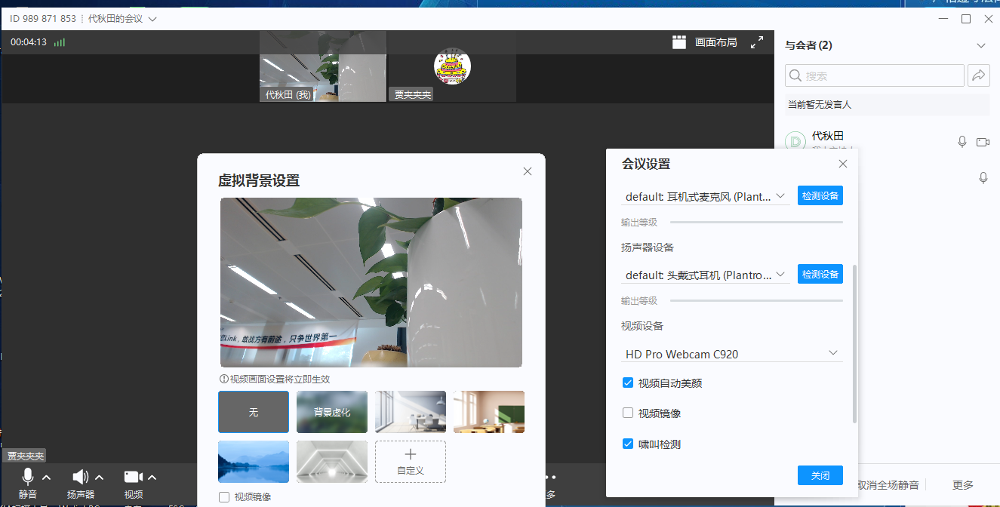 ID 989 871 853 ┆ 代秋田的会议
00:04:13
画面布局
代秋田 (我)
贾夹夹夹
与会者 (2)
搜索
当前暂无发言人
D
代秋田
虚拟背景设置
Link，敢战方有前途，只争世界第一
视频画面设置将立即生效
无
背景虚化
自定义
视频镜像
会议设置
default: 耳机式麦克风 (Plant...
检测设备
输出等级
扬声器设备
default: 头戴式耳机 (Plantro...
检测设备
输出等级
视频设备
HD Pro Webcam C920
视频自动美颜
视频镜像
啸叫检测
关闭
贾夹夹夹
静音
扬声器
视频
多
取消全场静音
更多